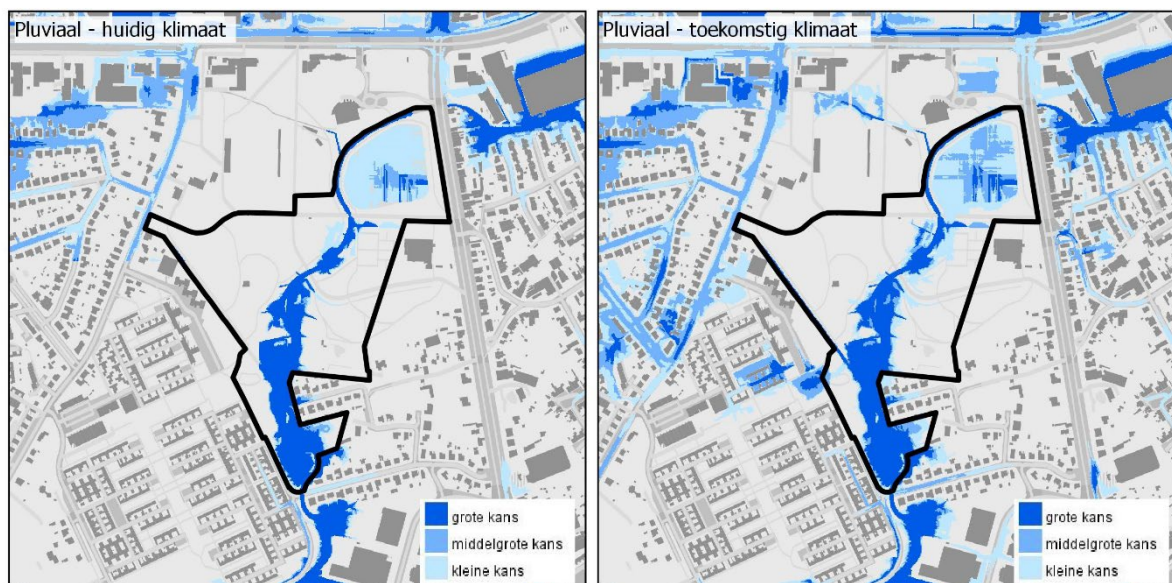 Pluviaal - huidig klimaat
grote kans
middelgrote kans
kleine kans
Pluviaal - toekomstig klimaat
grote kans
middelgrote kans
kleine kans